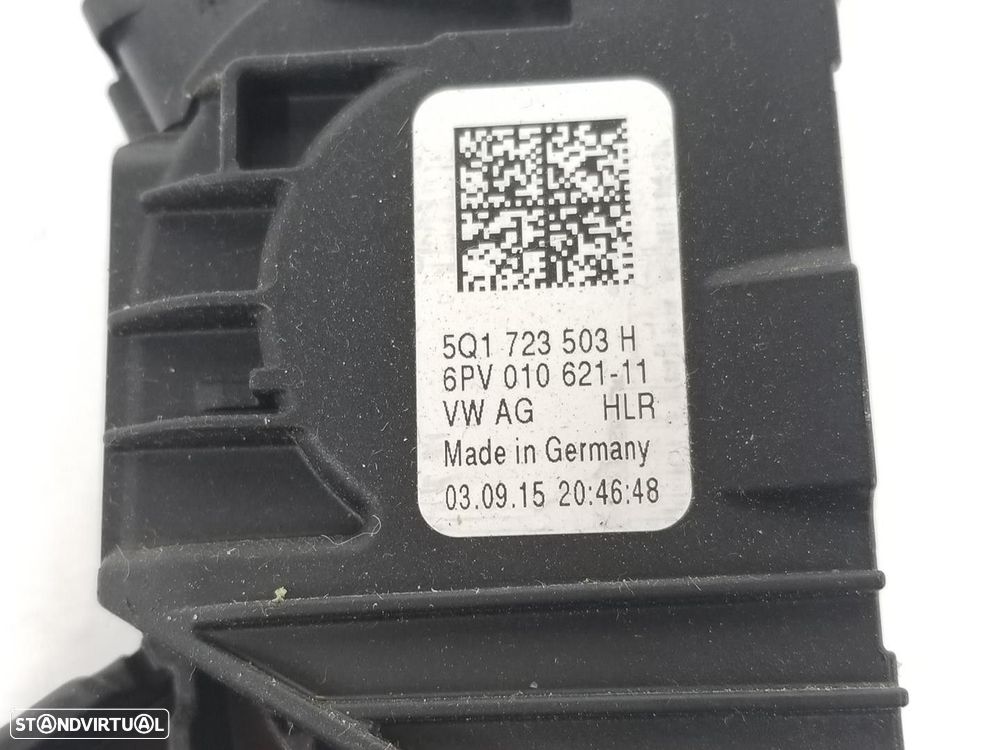 5Q1 723 503 H
6PV 010 621-11
VW AG HLR
Made in Germany
03.09.15 20:46:48
STANDVIRTUAL